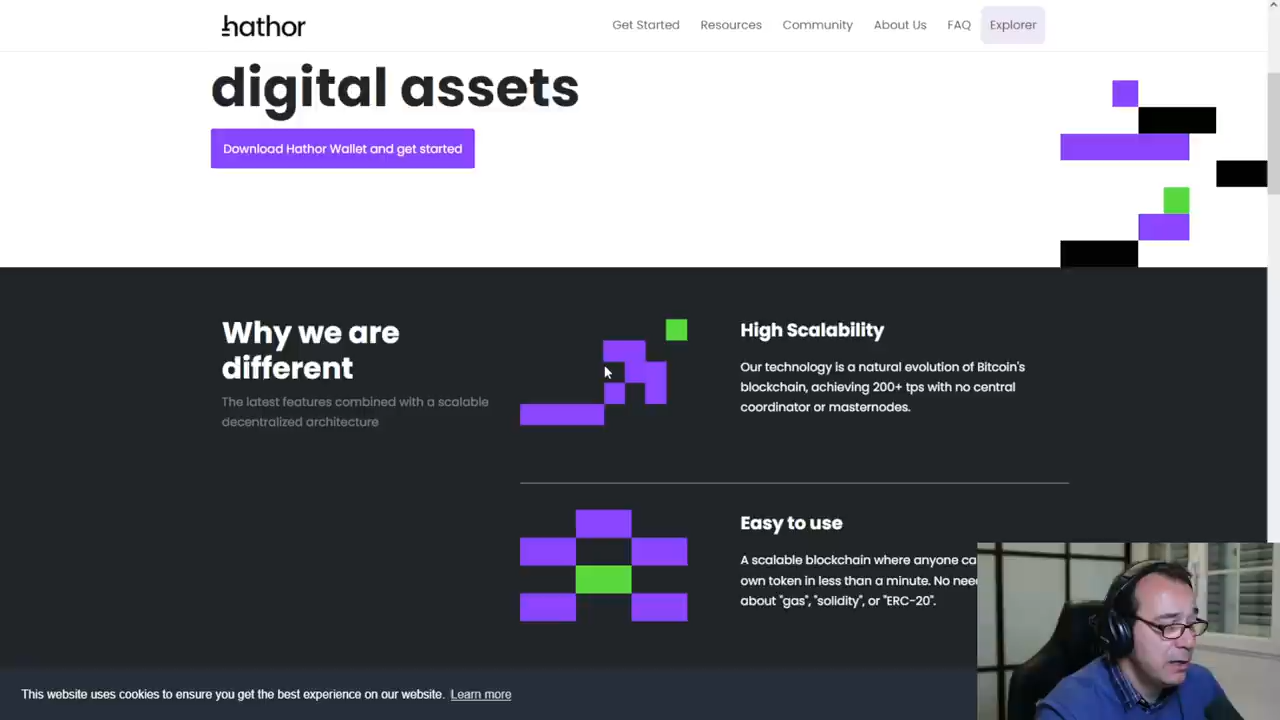 hathor
Get Started Resources Community About Us FAQ Explorer
digital assets
Download Hathor Wallet and get started
Why we are
different
The latest features combined with a scalable
decentralized architecture
High Scalability
Our technology is a natural evolution of Bitcoin's
blockchain, achieving 200+ tps with no central
coordinator or masternodes.
Easy to use
A scalable blockchain where anyone
own token in less than a minute. No
about "gas", "solidity", or "ERC-20".
This website uses cookies to ensure you get the best experience on our website. Learn more